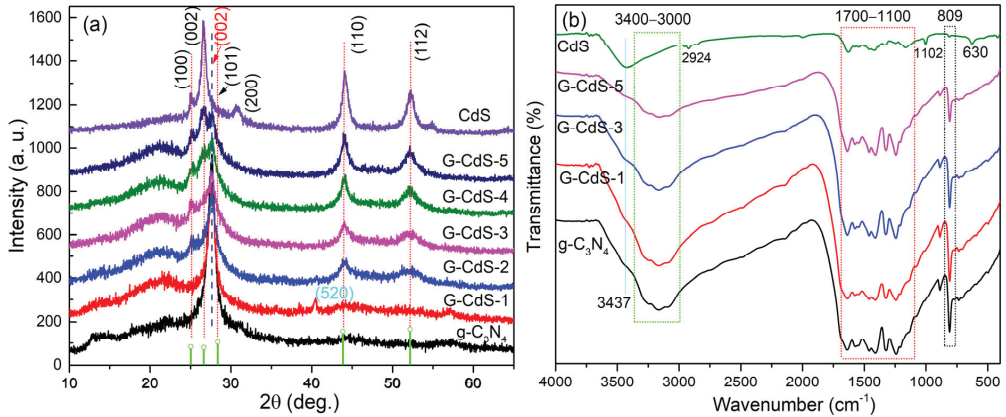 (a)
(100)
(002)
(002)
(101)
(200)
(110)
(112)
CdS
G-CdS-5
G-CdS-4
G-CdS-3
G-CdS-2
(520)
G-CdS-1
g-C₃N₄
1600
1400
1200
1000
800
600
400
200
0
Intensity (a. u.)
10 20 30 40 50 60
2θ (deg.)
(b)
3400–3000
1700–1100
809
CdS
2924
1102
630
G-CdS-5
G-CdS-3
G-CdS-1
g-C₃N₄
3437
Transmittance (%)
4000 3500 3000 2500 2000 1500 1000 500
Wavenumber (cm⁻¹)